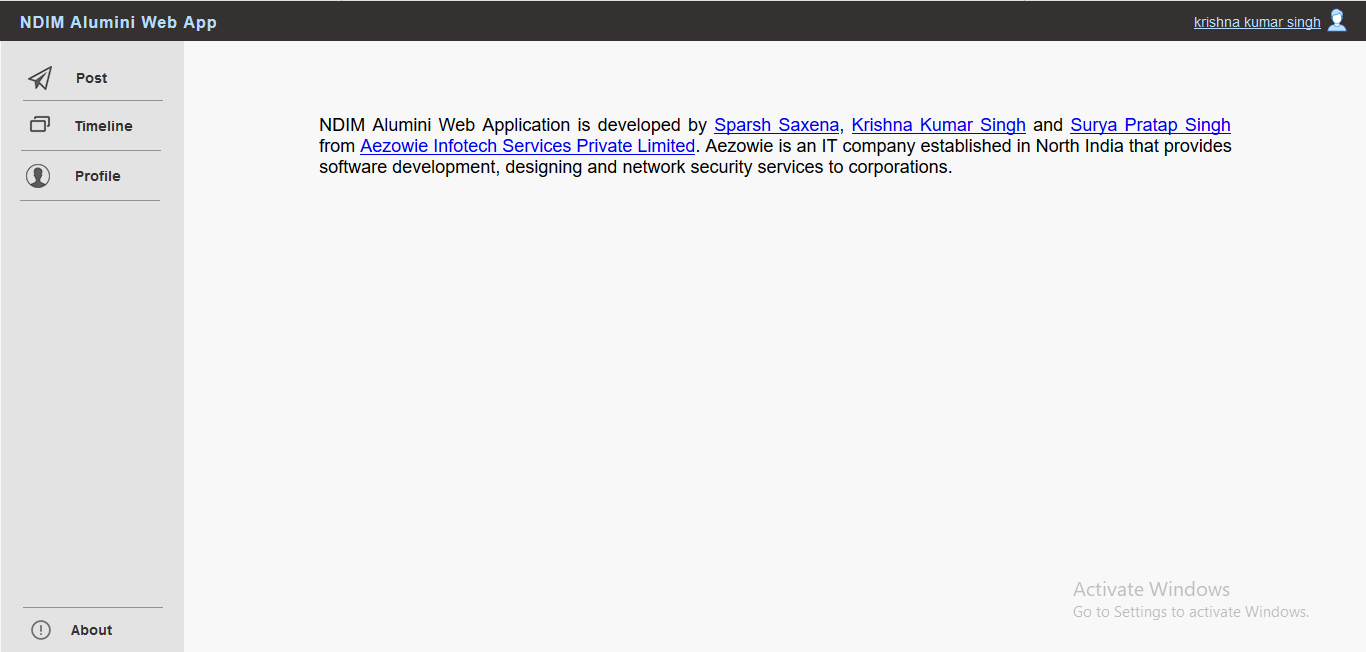 NDIM Alumini Web App
krishna kumar singh
Post
Timeline
Profile
NDIM Alumini Web Application is developed by Sparsh Saxena, Krishna Kumar Singh and Surya Pratap Singh
from Aezowie Infotech Services Private Limited. Aezowie is an IT company established in North India that provides
software development, designing and network security services to corporations.
Activate Windows
Go to Settings to activate Windows.
About